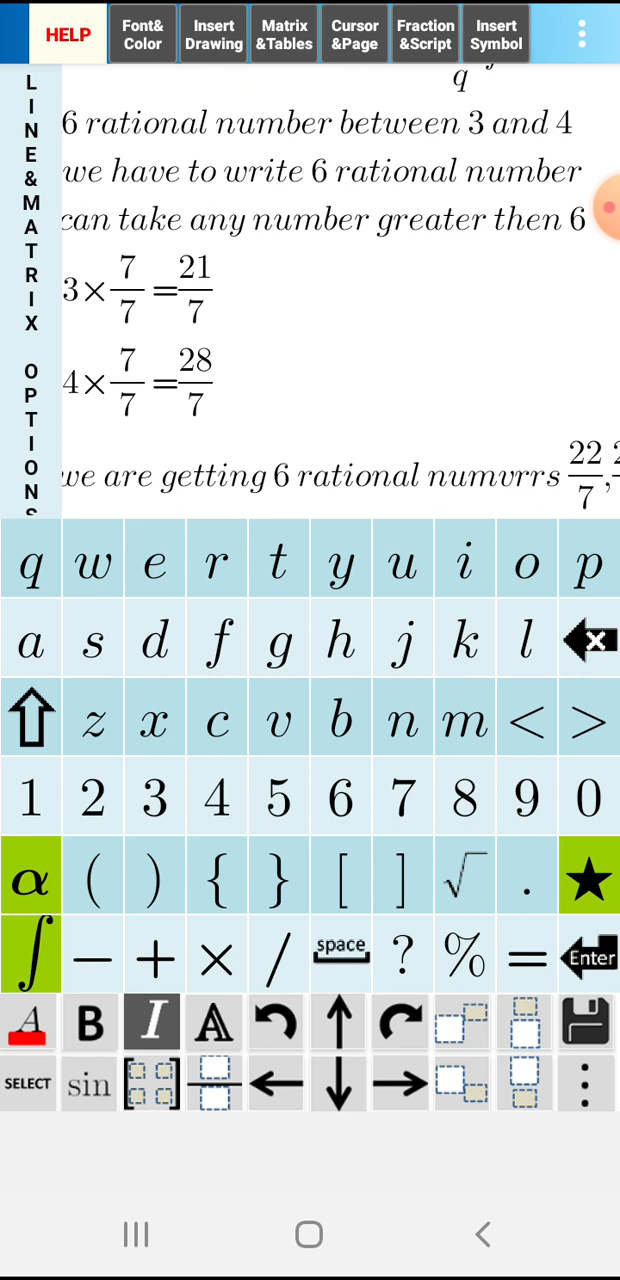 HELP Font& Color Insert Drawing Matrix &Tables Cursor &Page Fraction &Script Insert Symbol
LINE&MATRIX OPTIONS
q
6 rational number between 3 and 4
we have to write 6 rational number
can take any number greater then 6
3×7/7=21/7
4×7/7=28/7
we are getting 6 rational numvrrs 22/7,
q w e r t y u i o p
a s d f g h j k l
z x c v b n m < >
1 2 3 4 5 6 7 8 9 0
α ( ) { } [ ] √ . ★
∫ − + × / space ? % = Enter
A B I A
SELECT sin